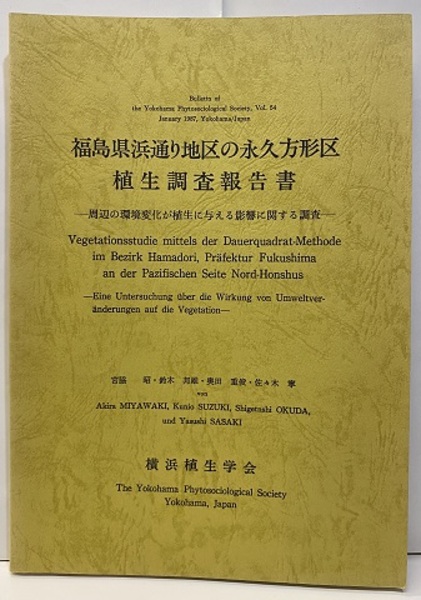 Bulletin of
the Yokohama Phytosociological Society, Vol. 54
January 1987, Yokohama/Japan
福島県浜通り地区の永久方形区
植生調査報告書
—周辺の環境変化が植生に与える影響に関する調査—
Vegetationsstudie mittels der Dauerquadrat-Methode
im Bezirk Hamadori, Präfektur Fukushima
an der Pazifischen Seite Nord-Honshus
—Eine Untersuchung über die Wirkung von Umweltver-
änderungen auf die Vegetation—
宮脇 昭・鈴木 邦雄・奥田 重俊・佐々木 寧
von
Akira MIYAWAKI, Kunio SUZUKI, Shigetoshi OKUDA,
und Yasushi SASAKI
横浜植生学会
The Yokohama Phytosociological Society
Yokohama, Japan